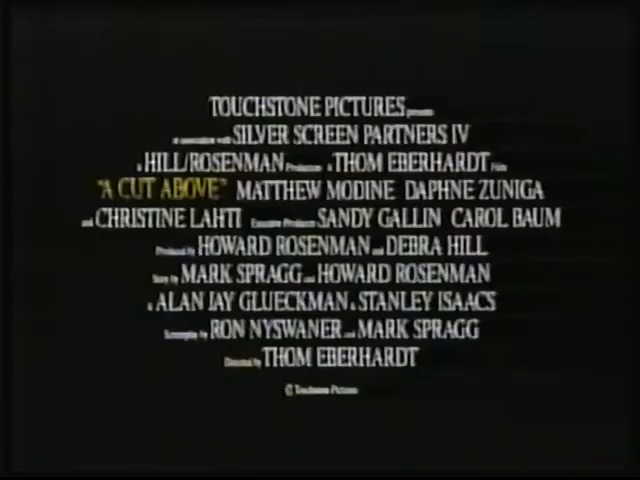 TOUCHSTONE PICTURES presents
in association with SILVER SCREEN PARTNERS IV
a HILL/ROSENMAN Production a THOM EBERHARDT Film
"A CUT ABOVE" MATTHEW MODINE DAPHNE ZUNIGA
and CHRISTINE LAHTI Executive Producers SANDY GALLIN CAROL BAUM
Produced by HOWARD ROSENMAN and DEBRA HILL
Story by MARK SPRAGG and HOWARD ROSENMAN
& ALAN JAY GLUECKMAN & STANLEY ISAACS
Screenplay by RON NYSWANER and MARK SPRAGG
Directed by THOM EBERHARDT
© Touchstone Pictures